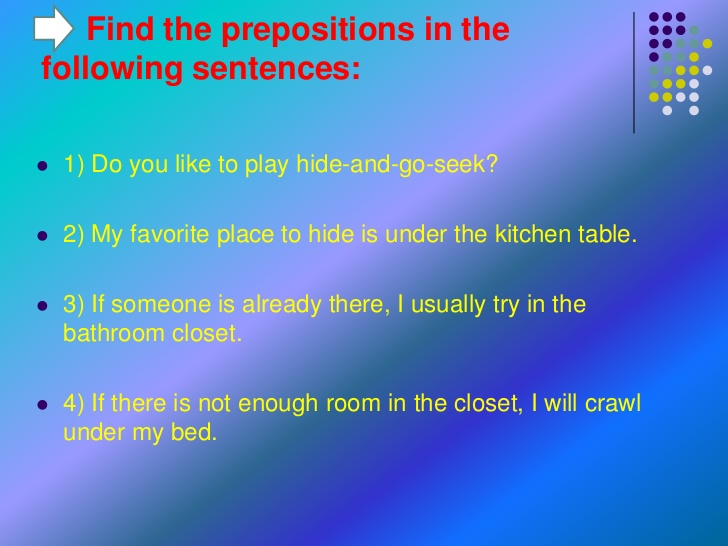 Find the prepositions in the
following sentences:
1) Do you like to play hide-and-go-seek?
2) My favorite place to hide is under the kitchen table.
3) If someone is already there, I usually try in the
bathroom closet.
4) If there is not enough room in the closet, I will crawl
under my bed.